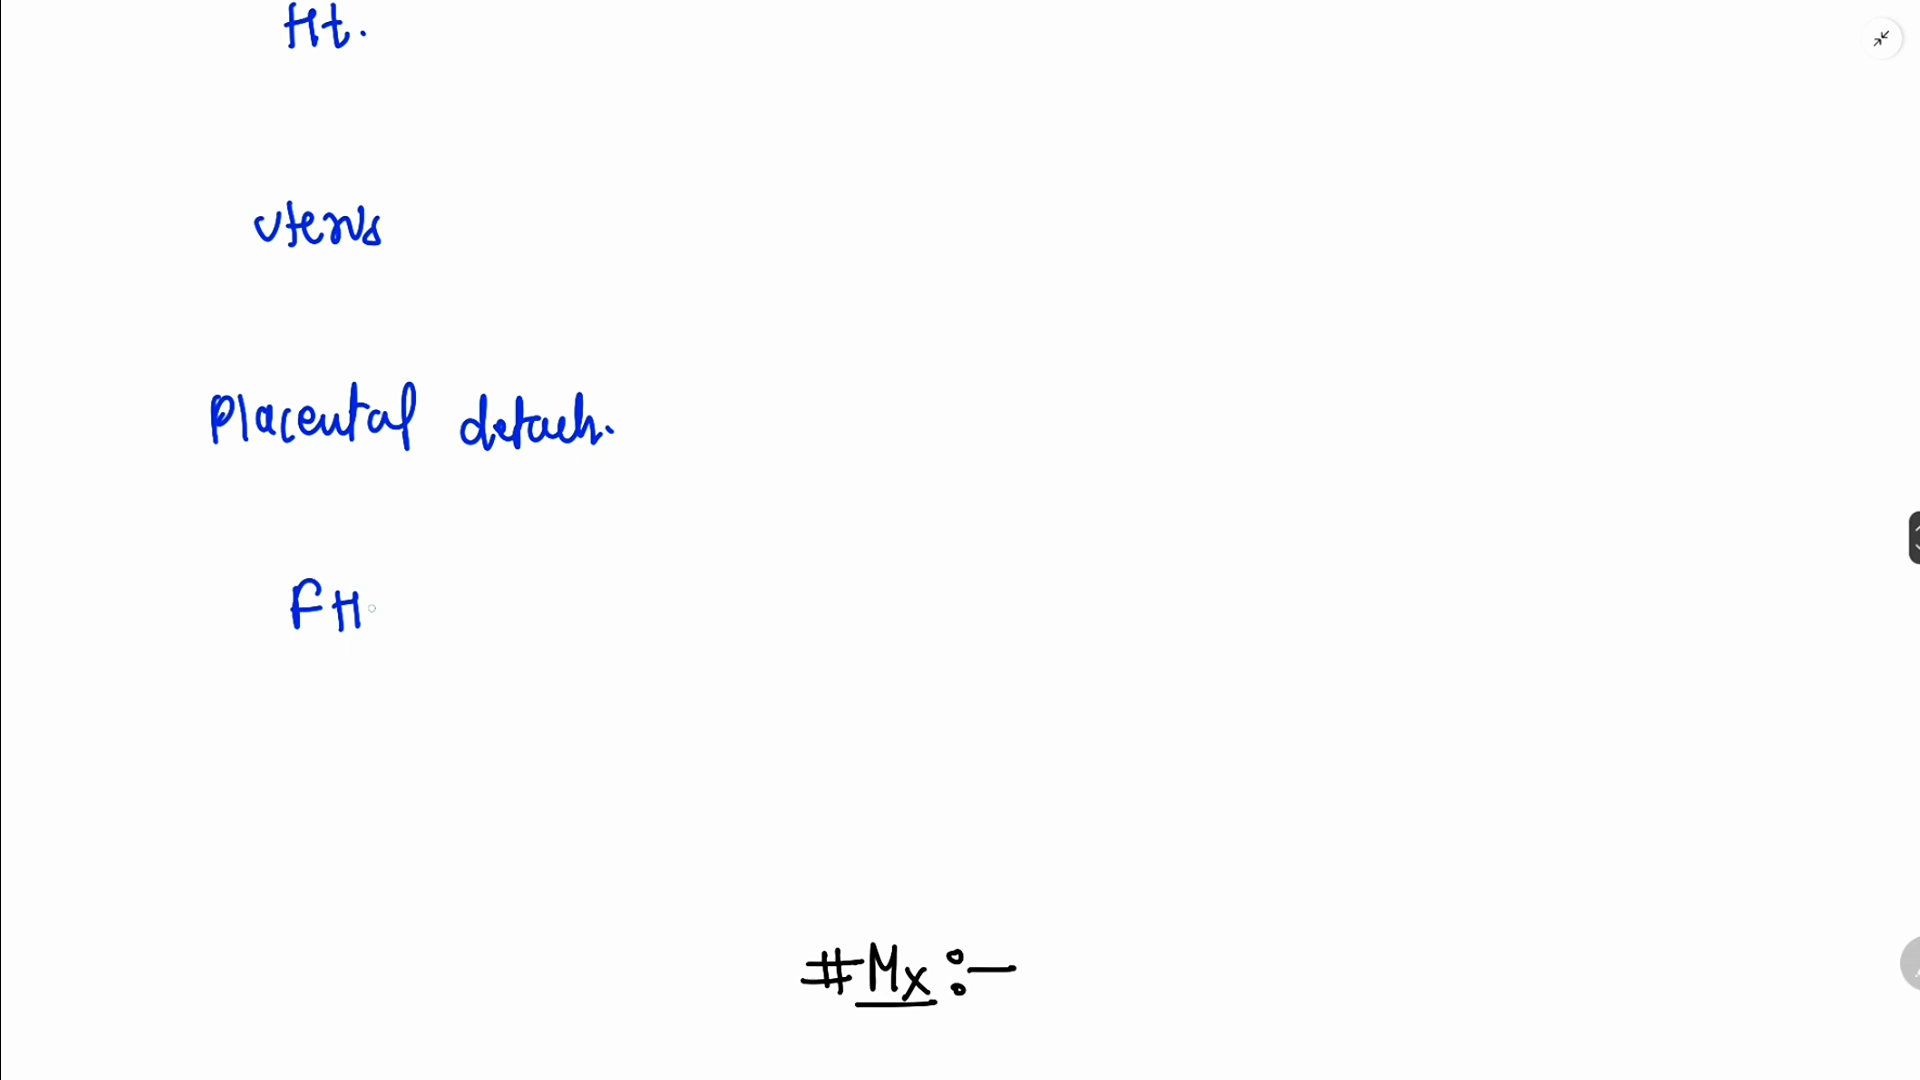 Ht.
uterus
Placental detach.
FH
#Mx:-